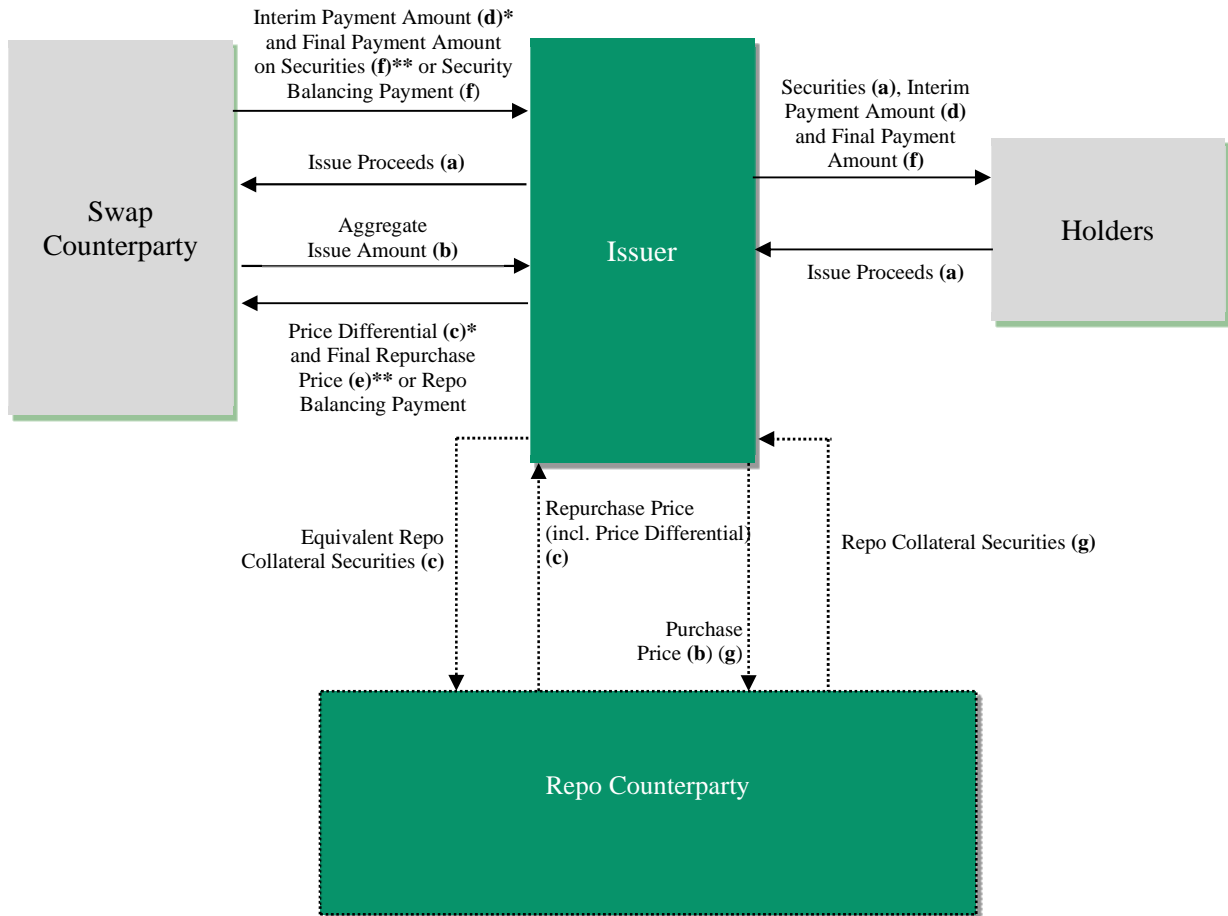 Interim Payment Amount (d)*
and Final Payment Amount
on Securities (f)** or Security
Balancing Payment (f)
Securities (a), Interim
Payment Amount (d)
and Final Payment
Amount (f)
Issue Proceeds (a)
Swap
Counterparty
Aggregate
Issue Amount (b)
Issuer
Holders
Issue Proceeds (a)
Price Differential (c)*
and Final Repurchase
Price (e)** or Repo
Balancing Payment
Equivalent Repo
Collateral Securities (c)
Repurchase Price
(incl. Price Differential)
(c)
Repo Collateral Securities (g)
Purchase
Price (b) (g)
Repo Counterparty